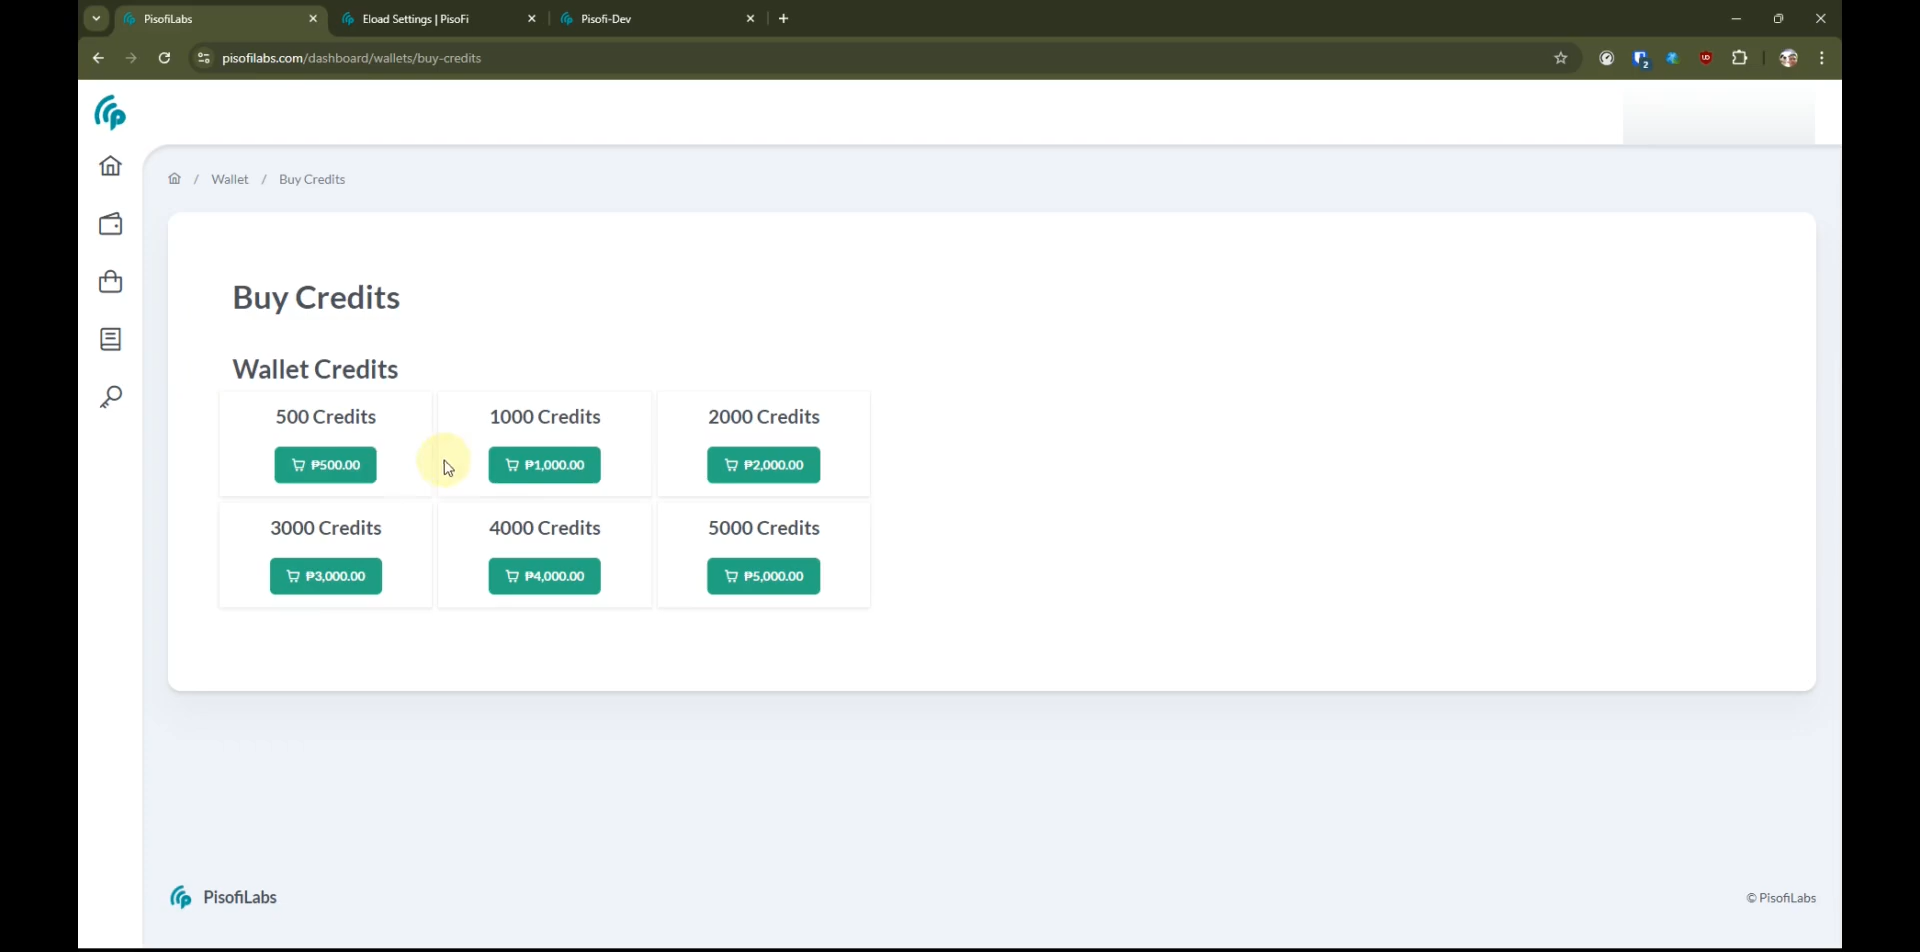 PisofiLabs
Eload Settings | PisoFi
Pisofi-Dev
pisofilabs.com/dashboard/wallets/buy-credits
2
/ Wallet / Buy Credits
Buy Credits
Wallet Credits
500 Credits 1000 Credits 2000 Credits
₱500.00 ₱1,000.00 ₱2,000.00
3000 Credits 4000 Credits 5000 Credits
₱3,000.00 ₱4,000.00 ₱5,000.00
PisofiLabs
© PisofiLabs